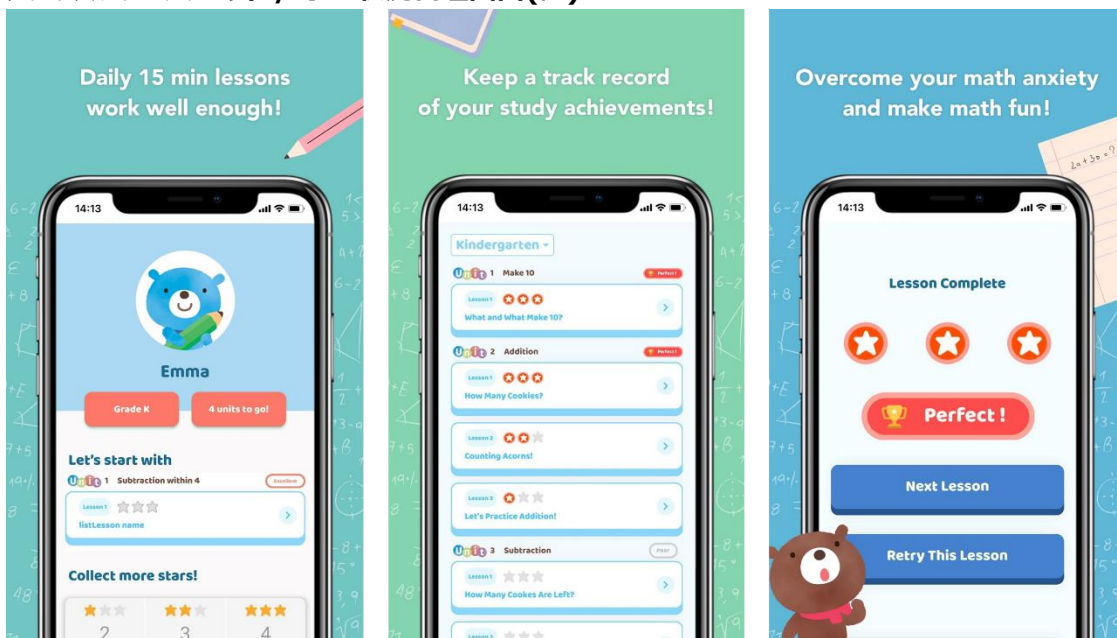 Daily 15 min lessons
work well enough!
14:13
Emma
Grade K
4 units to go!
Let's start with
Unit 1 Subtraction within 4
Excellent
Lesson 1
listLesson name
Collect more stars!
2 3 4
Keep a track record
of your study achievements!
14:13
Kindergarten
Unit 1 Make 10
Perfect!
Lesson 1
What and What Make 10?
Unit 2 Addition
Perfect!
Lesson 1
How Many Cookies?
Lesson 2
Counting Acorns!
Lesson 3
Let's Practice Addition!
Unit 3 Subtraction
Poor
Lesson 1
How Many Cookes Are Left?
Lesson 2
Overcome your math anxiety
and make math fun!
14:13
Lesson Complete
Perfect !
Next Lesson
Retry This Lesson